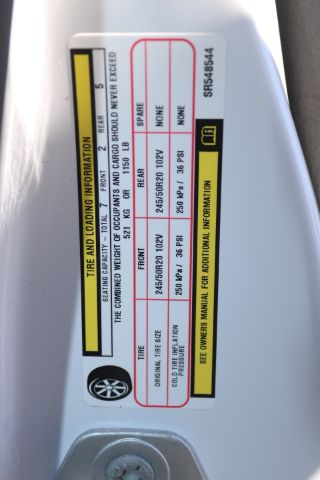 TIRE AND LOADING INFORMATION
SEATING CAPACITY - TOTAL 7 FRONT 2 REAR 5
THE COMBINED WEIGHT OF OCCUPANTS AND CARGO SHOULD NEVER EXCEED
521 KG OR 1150 LB
TIRE FRONT REAR SPARE
ORIGINAL TIRE SIZE 245/50R20 102V 245/50R20 102V NONE
COLD TIRE INFLATION PRESSURE 250 kPa / 36 PSI 250 kPa / 36 PSI NONE
SEE OWNERS MANUAL FOR ADDITIONAL INFORMATION
SR548544